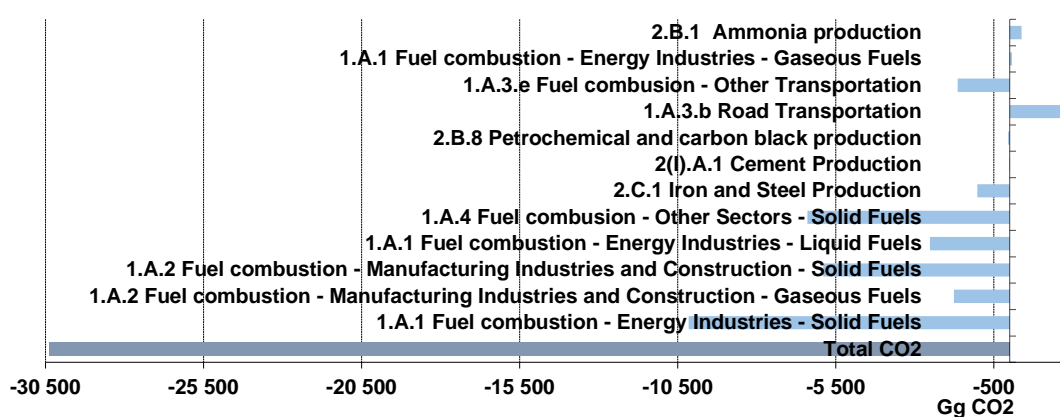 2.B.1  Ammonia production
1.A.1 Fuel combustion - Energy Industries - Gaseous Fuels
1.A.3.e Fuel combusion - Other Transportation
1.A.3.b Road Transportation
2.B.8 Petrochemical and carbon black production
2(I).A.1 Cement Production
2.C.1 Iron and Steel Production
1.A.4 Fuel combusion - Other Sectors - Solid Fuels
1.A.1 Fuel combustion - Energy Industries - Liquid Fuels
1.A.2 Fuel combustion - Manufacturing Industries and Construction - Solid Fuels
1.A.2 Fuel combustion - Manufacturing Industries and Construction - Gaseous Fuels
1.A.1 Fuel combustion - Energy Industries - Solid Fuels
Total CO2
-30 500 -25 500 -20 500 -15 500 -10 500 -5 500 -500
Gg CO2